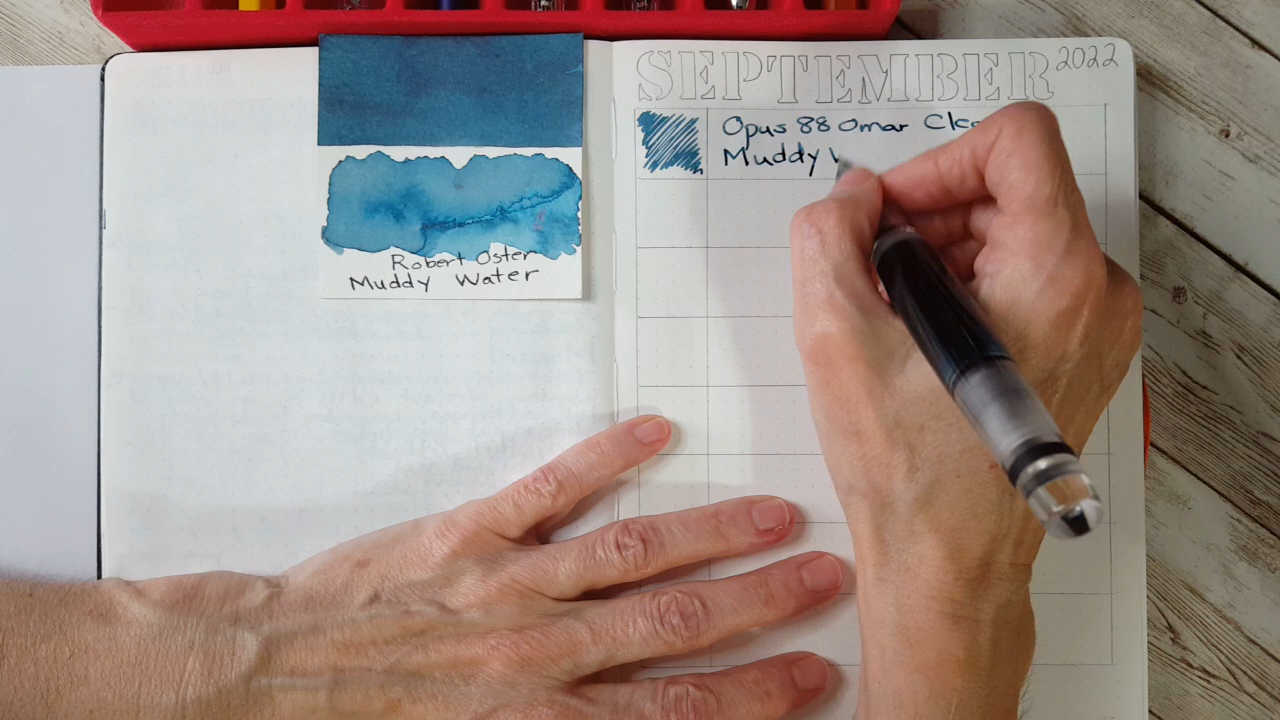 Robert Oster
Muddy Water
SEPTEMBER 2022
Opus 88 Omar
Muddy